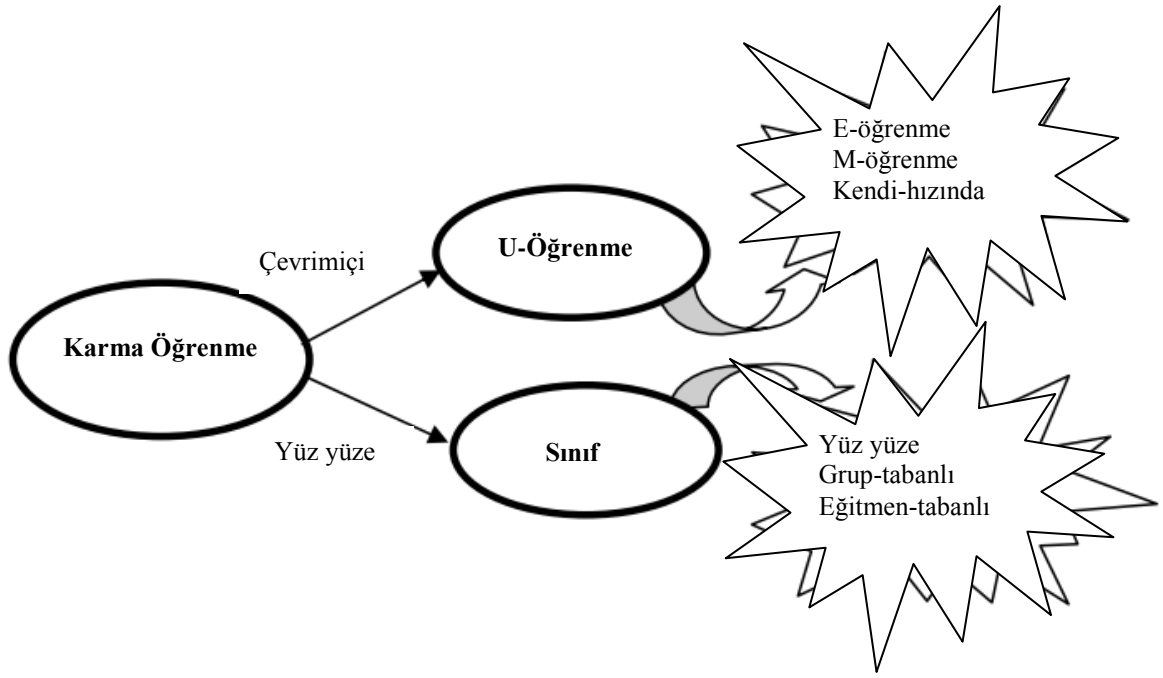 E-öğrenme
M-öğrenme
Kendi-hızında
U-Öğrenme
Çevrimiçi
Karma Öğrenme
Yüz yüze
Sınıf
Yüz yüze
Grup-tabanlı
Eğitmen-tabanlı